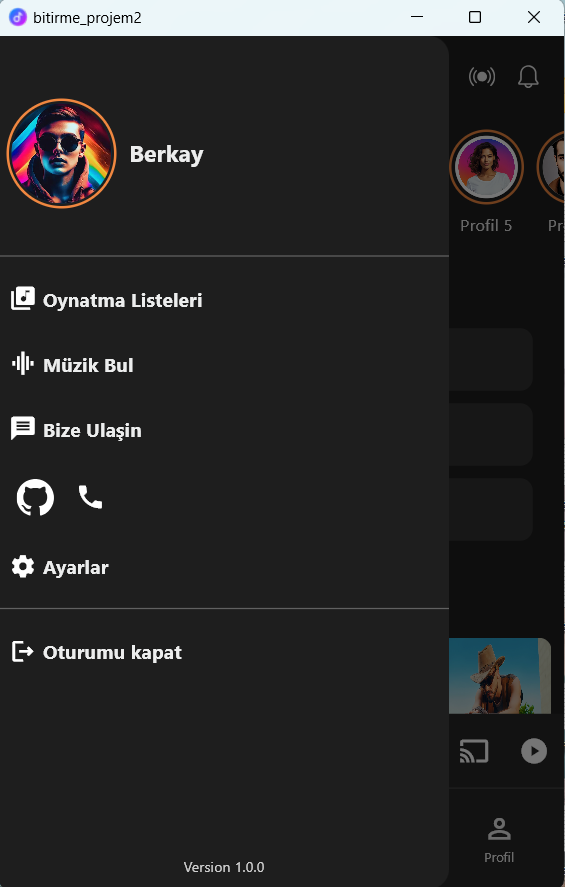 bitirme_projem2
Berkay
Profil 5
Pr
Oynatma Listeleri
Müzik Bul
Bize Ulaşin
Ayarlar
Oturumu kapat
Profil
Version 1.0.0